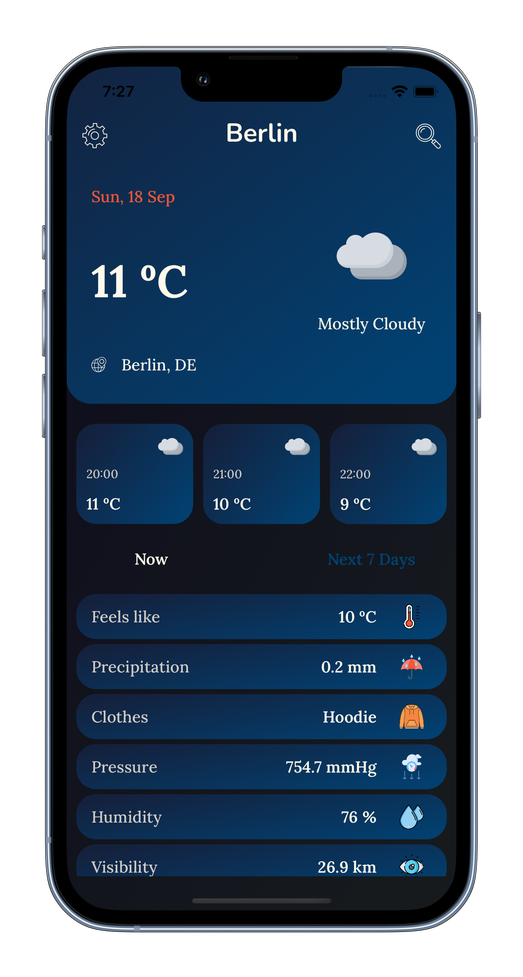 7:27
Berlin
Sun, 18 Sep
11 ºC
Mostly Cloudy
Berlin, DE
20:00
11 ºC
21:00
10 ºC
22:00
9 ºC
Now
Next 7 Days
Feels like 10 ºC
Precipitation 0.2 mm
Clothes Hoodie
Pressure 754.7 mmHg
Humidity 76 %
Visibility 26.9 km